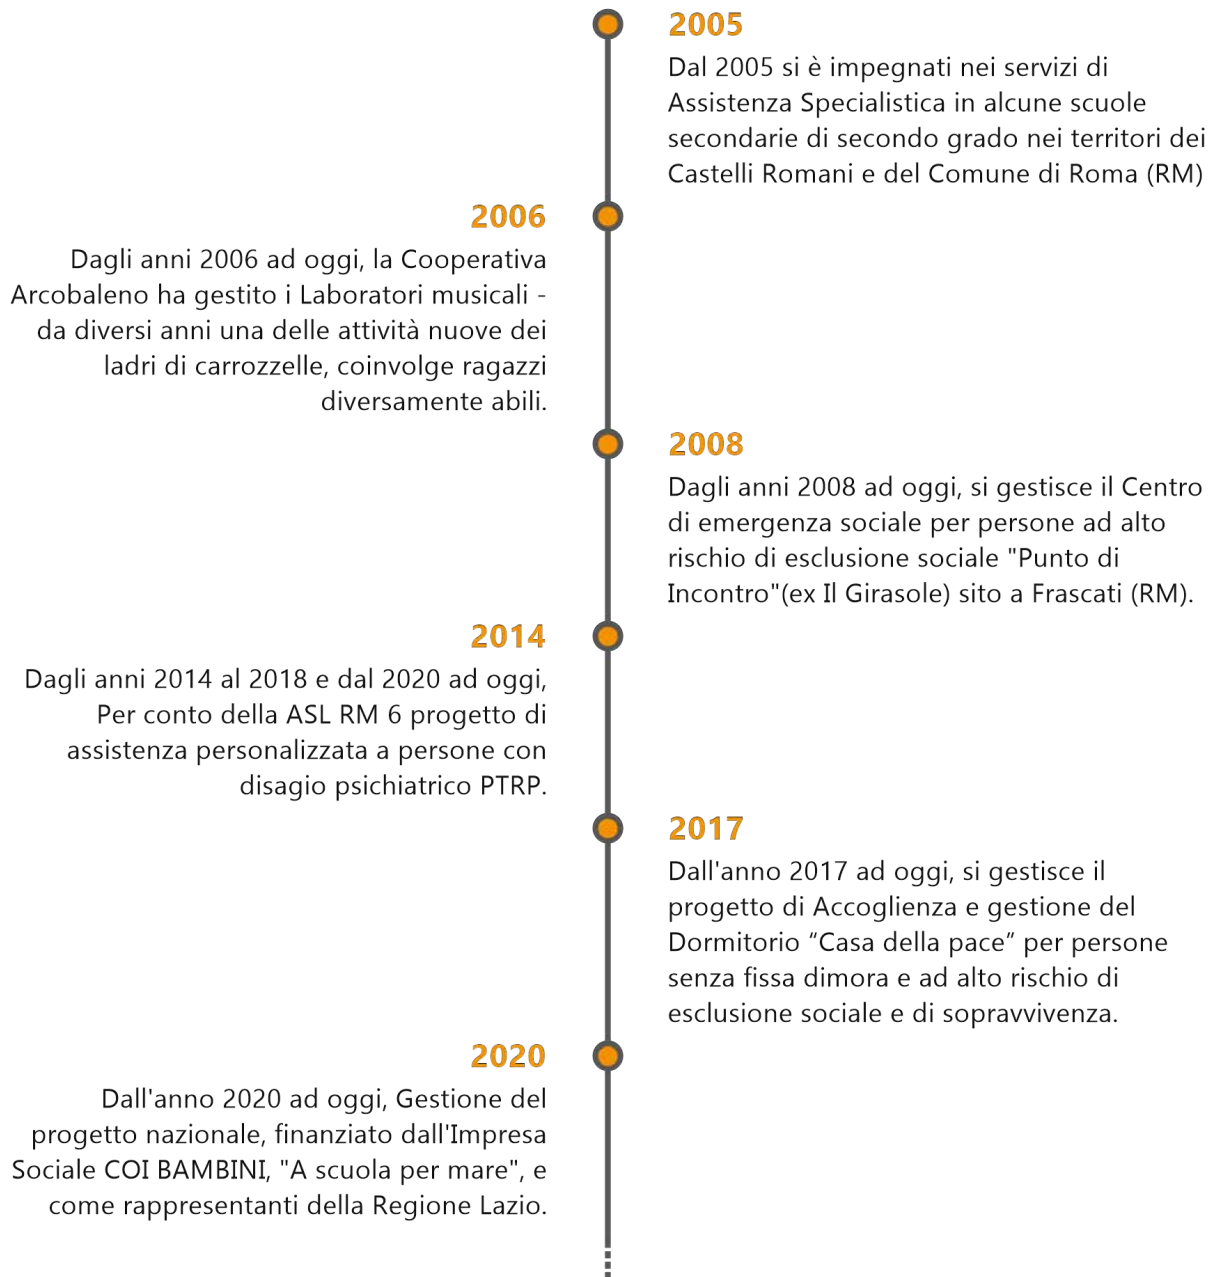 2005
Dal 2005 si è impegnati nei servizi di
Assistenza Specialistica in alcune scuole
secondarie di secondo grado nei territori dei
Castelli Romani e del Comune di Roma (RM)
2006
Dagli anni 2006 ad oggi, la Cooperativa
Arcobaleno ha gestito i Laboratori musicali -
da diversi anni una delle attività nuove dei
ladri di carrozzelle, coinvolge ragazzi
diversamente abili.
2008
Dagli anni 2008 ad oggi, si gestisce il Centro
di emergenza sociale per persone ad alto
rischio di esclusione sociale "Punto di
Incontro"(ex Il Girasole) sito a Frascati (RM).
2014
Dagli anni 2014 al 2018 e dal 2020 ad oggi,
Per conto della ASL RM 6 progetto di
assistenza personalizzata a persone con
disagio psichiatrico PTRP.
2017
Dall'anno 2017 ad oggi, si gestisce il
progetto di Accoglienza e gestione del
Dormitorio “Casa della pace” per persone
senza fissa dimora e ad alto rischio di
esclusione sociale e di sopravvivenza.
2020
Dall'anno 2020 ad oggi, Gestione del
progetto nazionale, finanziato dall'Impresa
Sociale COI BAMBINI, "A scuola per mare", e
come rappresentanti della Regione Lazio.